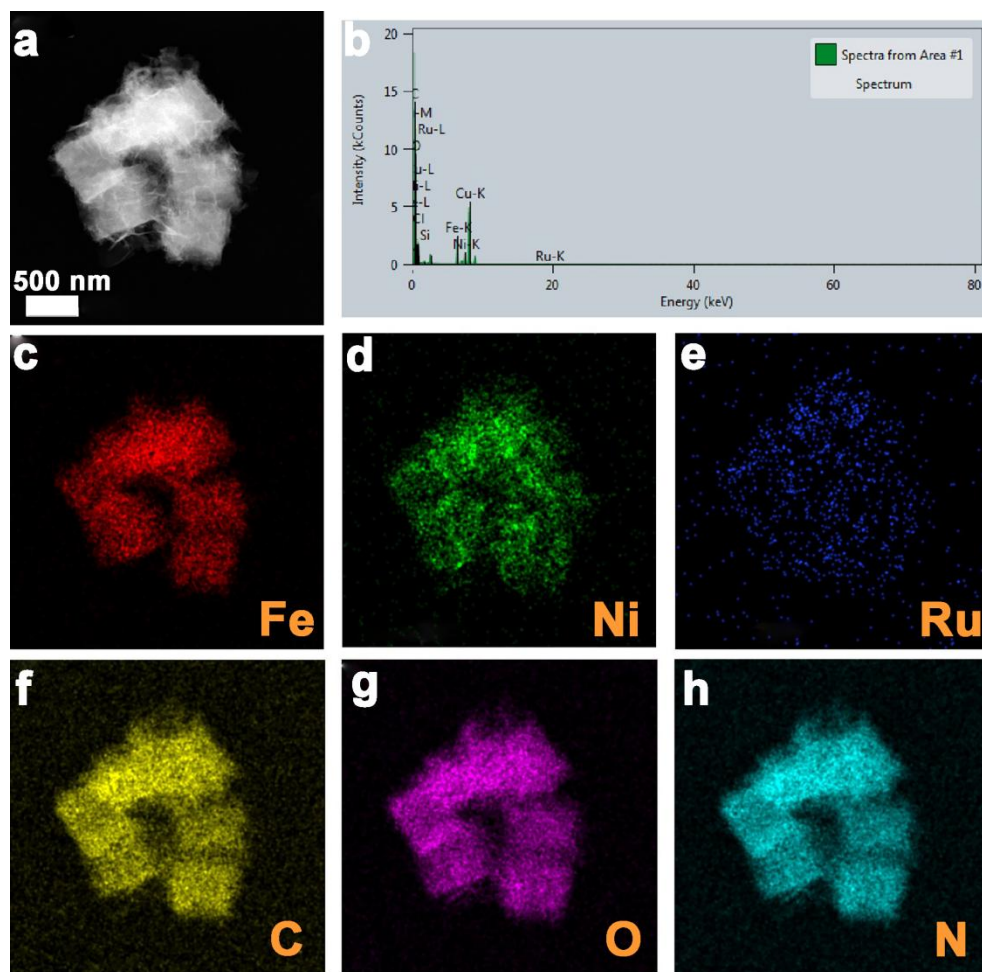 a
500 nm
b
20
15
10
5
0
Intensity (kCounts)
C
-M
Ru-L
u-L
-L
Si
Fe-K
Ni-K
Cu-K
Ru-K
0
20
40
60
80
Energy (keV)
Spectra from Area #1
Spectrum
c
Fe
d
Ni
e
Ru
f
C
g
O
h
N